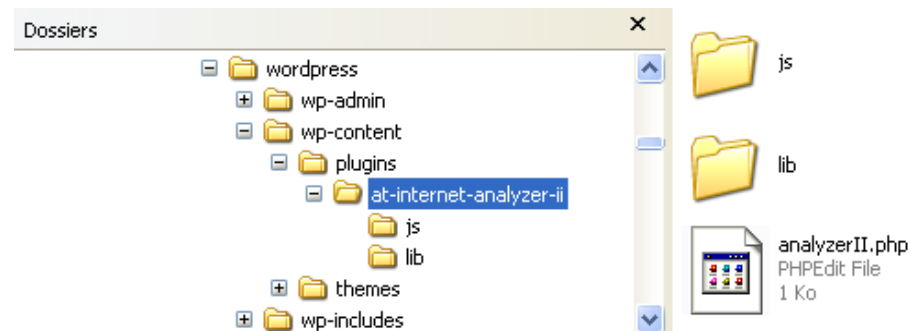 Dossiers
wordpress
wp-admin
wp-content
plugins
at-internet-analyzer-ii
js
lib
themes
wp-includes
js
lib
analyzerII.php
PHPEdit File
1 Ko